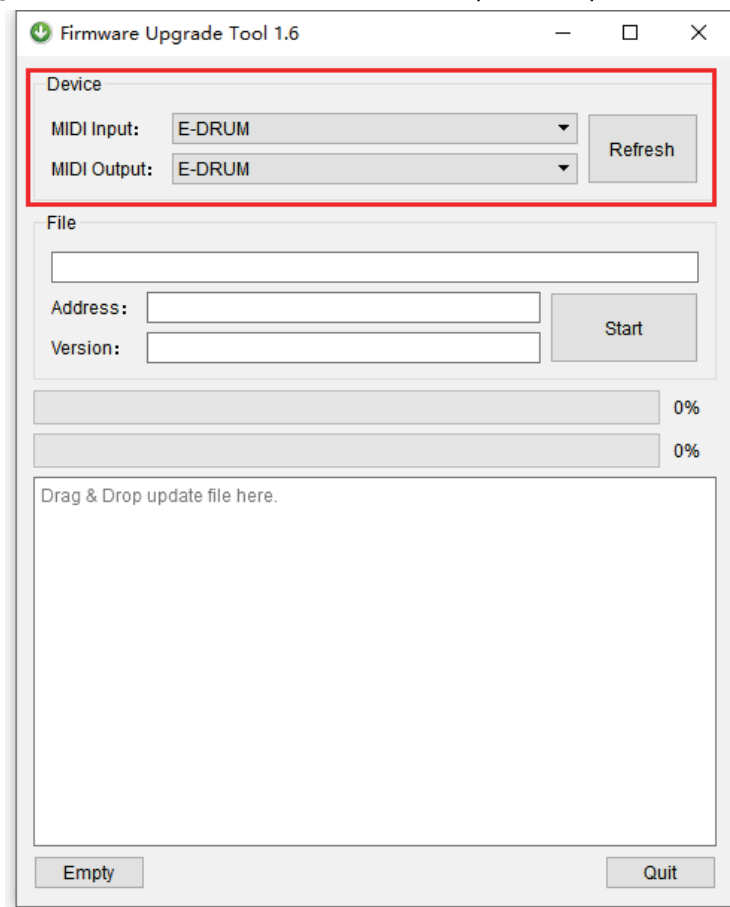 Firmware Upgrade Tool 1.6
Device
MIDI Input: E-DRUM
Refresh
MIDI Output: E-DRUM
File
Address:
Start
Version:
0%
0%
Drag & Drop update file here.
Empty
Quit